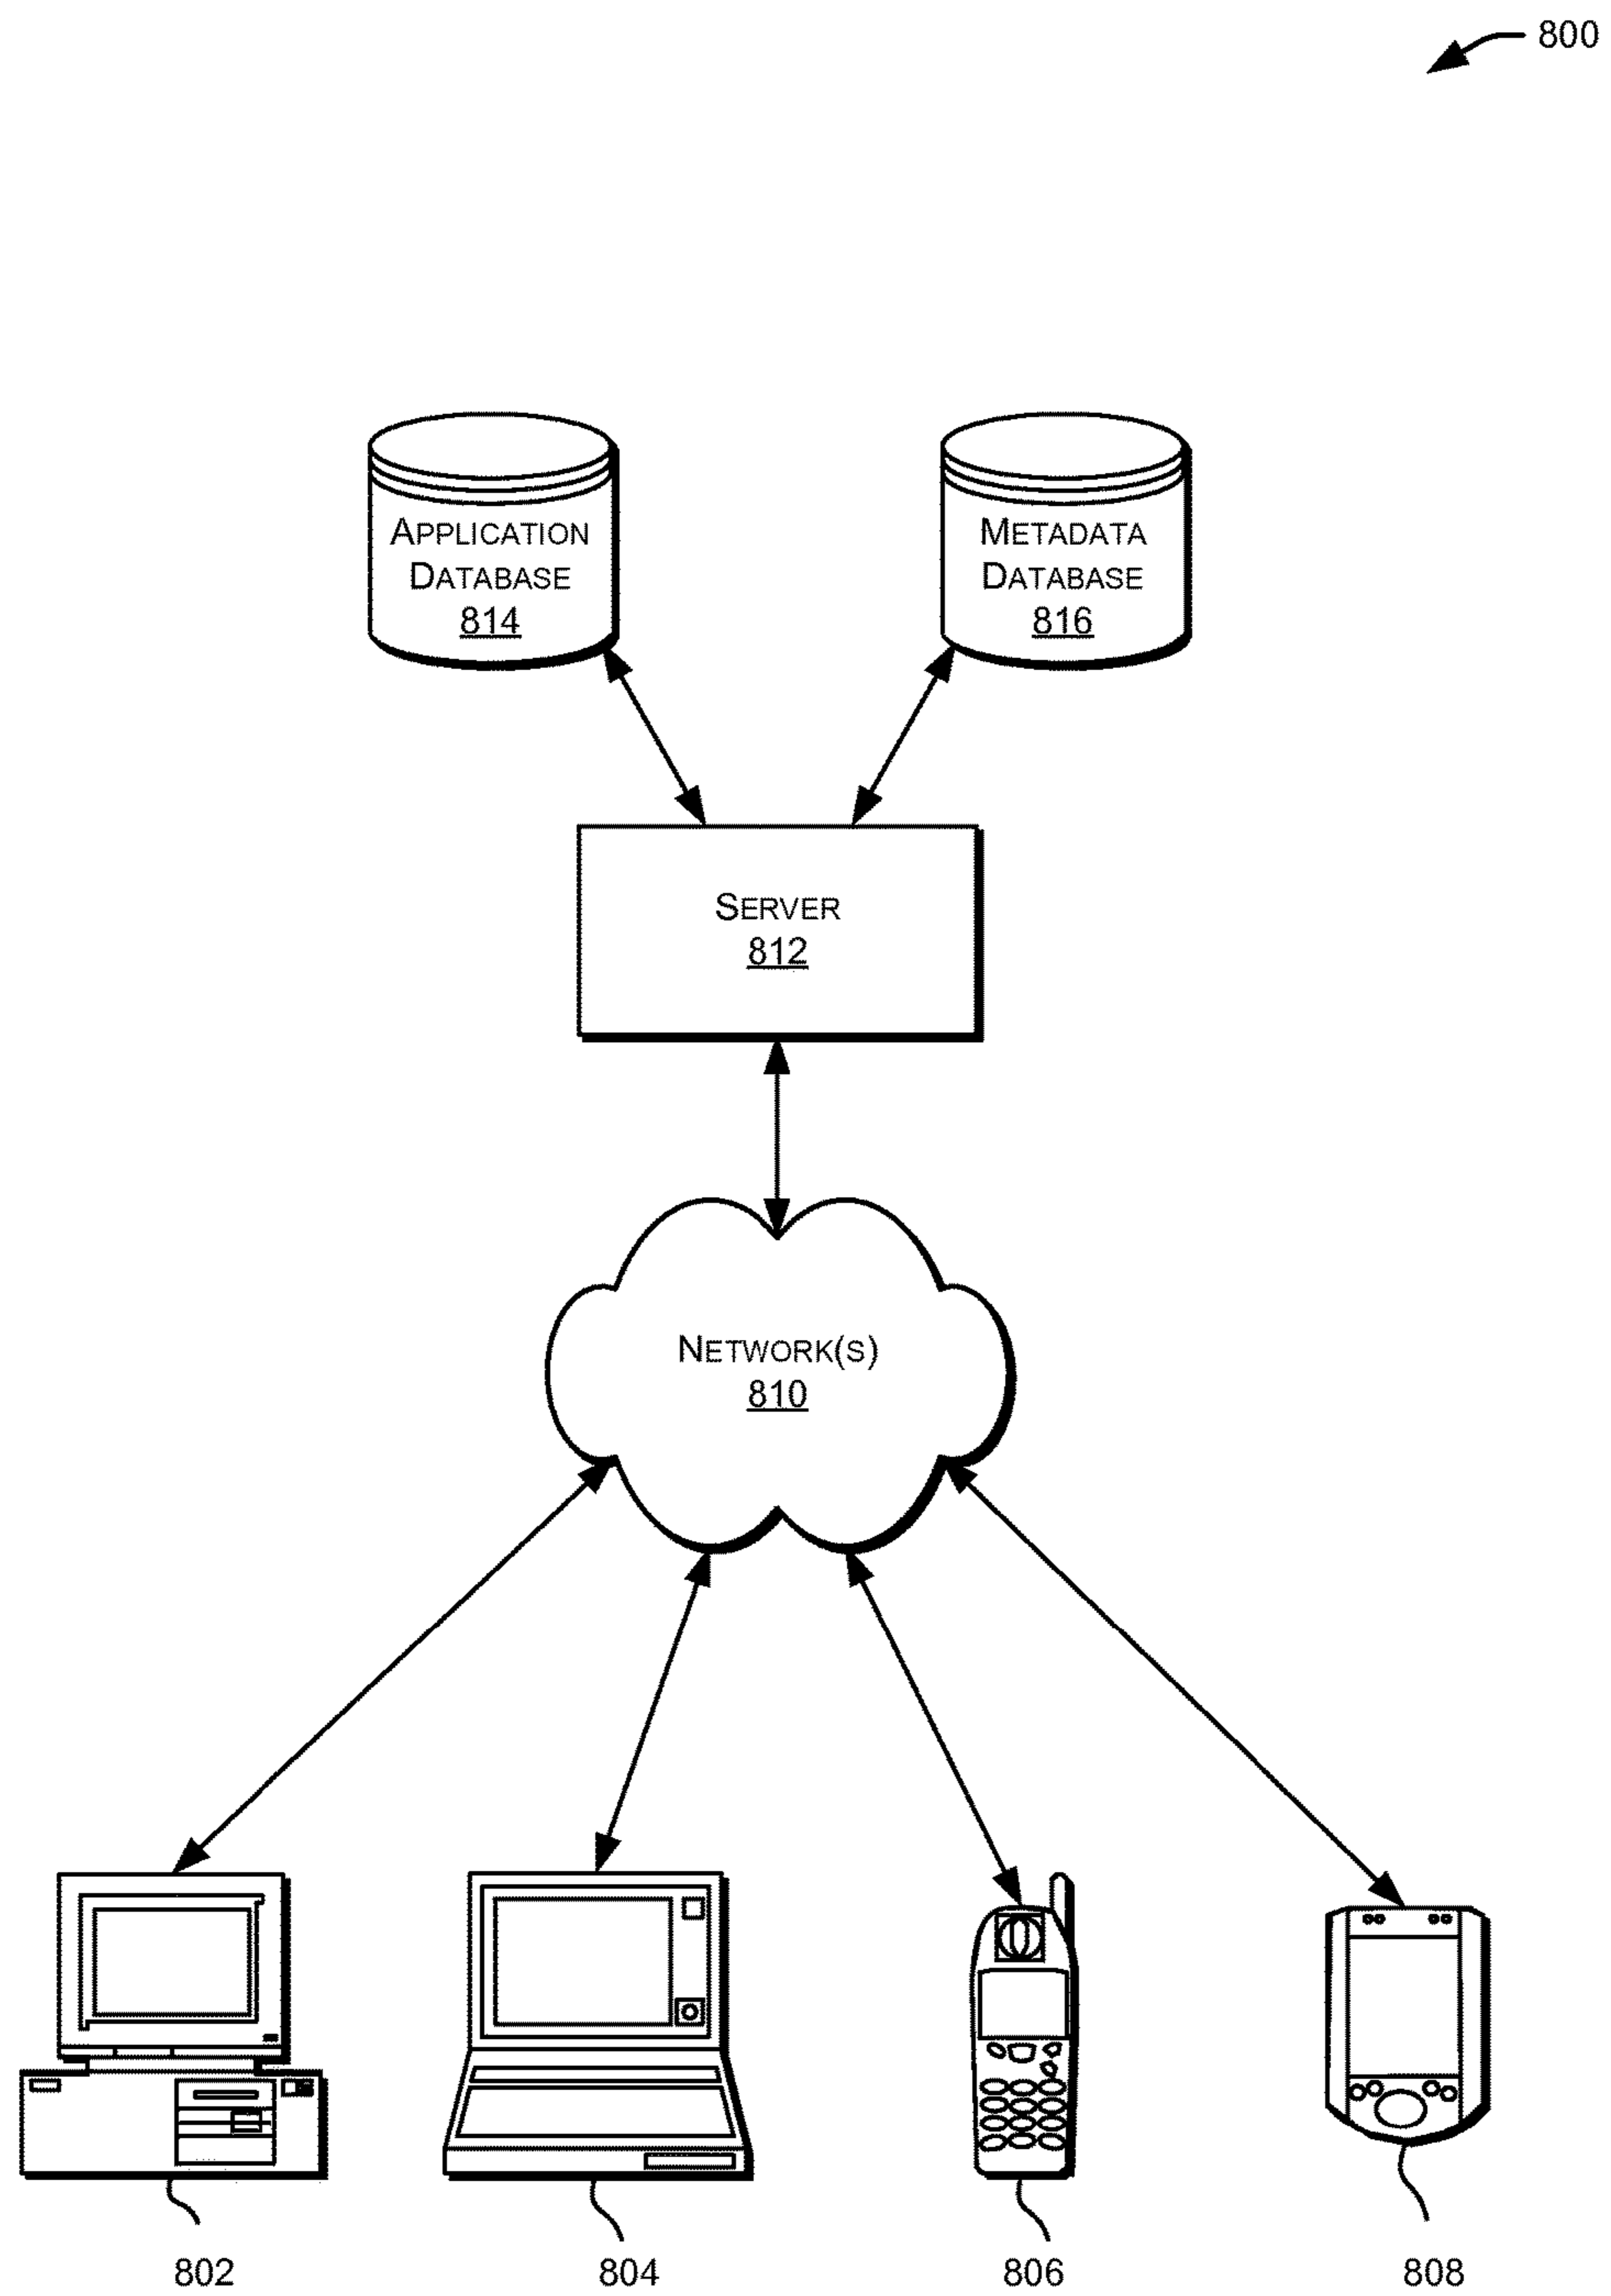 800
APPLICATION
DATABASE
814
METADATA
DATABASE
816
SERVER
812
NETWORK(S)
810
802
804
806
808